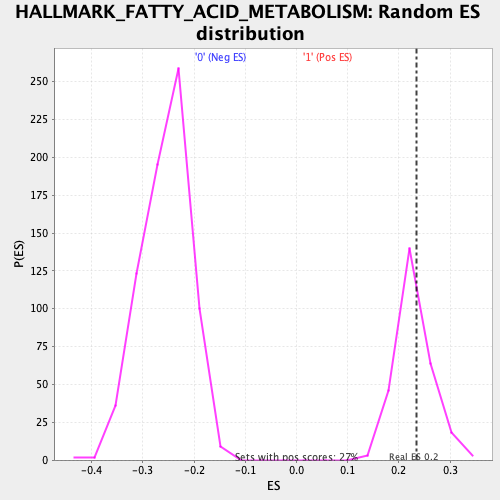 HALLMARK_FATTY_ACID_METABOLISM: Random ES
distribution
'0' (Neg ES)
'1' (Pos ES)
250
225
200
175
150
125
100
75
50
25
0
P(ES)
Sets with pos scores: 27%
Real ES 0.2
-0.4
-0.3
-0.2
-0.1
0.0
0.1
0.2
0.3
ES